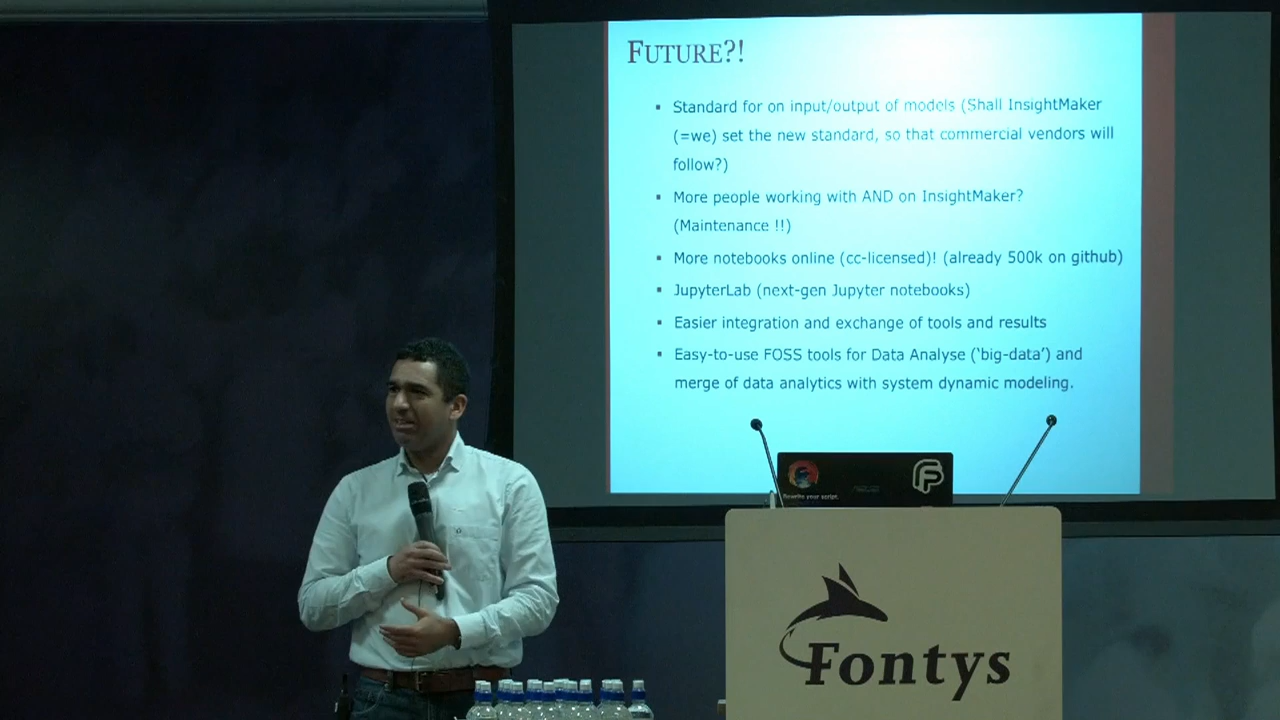 FUTURE?!
▪ Standard for on input/output of models (Shall InsightMaker
(=we) set the new standard, so that commercial vendors will
follow?)
▪ More people working with AND on InsightMaker?
(Maintenance !!)
▪ More notebooks online (cc-licensed)! (already 500k on github)
▪ JupyterLab (next-gen Jupyter notebooks)
▪ Easier integration and exchange of tools and results
▪ Easy-to-use FOSS tools for Data Analyse (‘big-data’) and
merge of data analytics with system dynamic modeling.
Rewrite your script.
Fontys